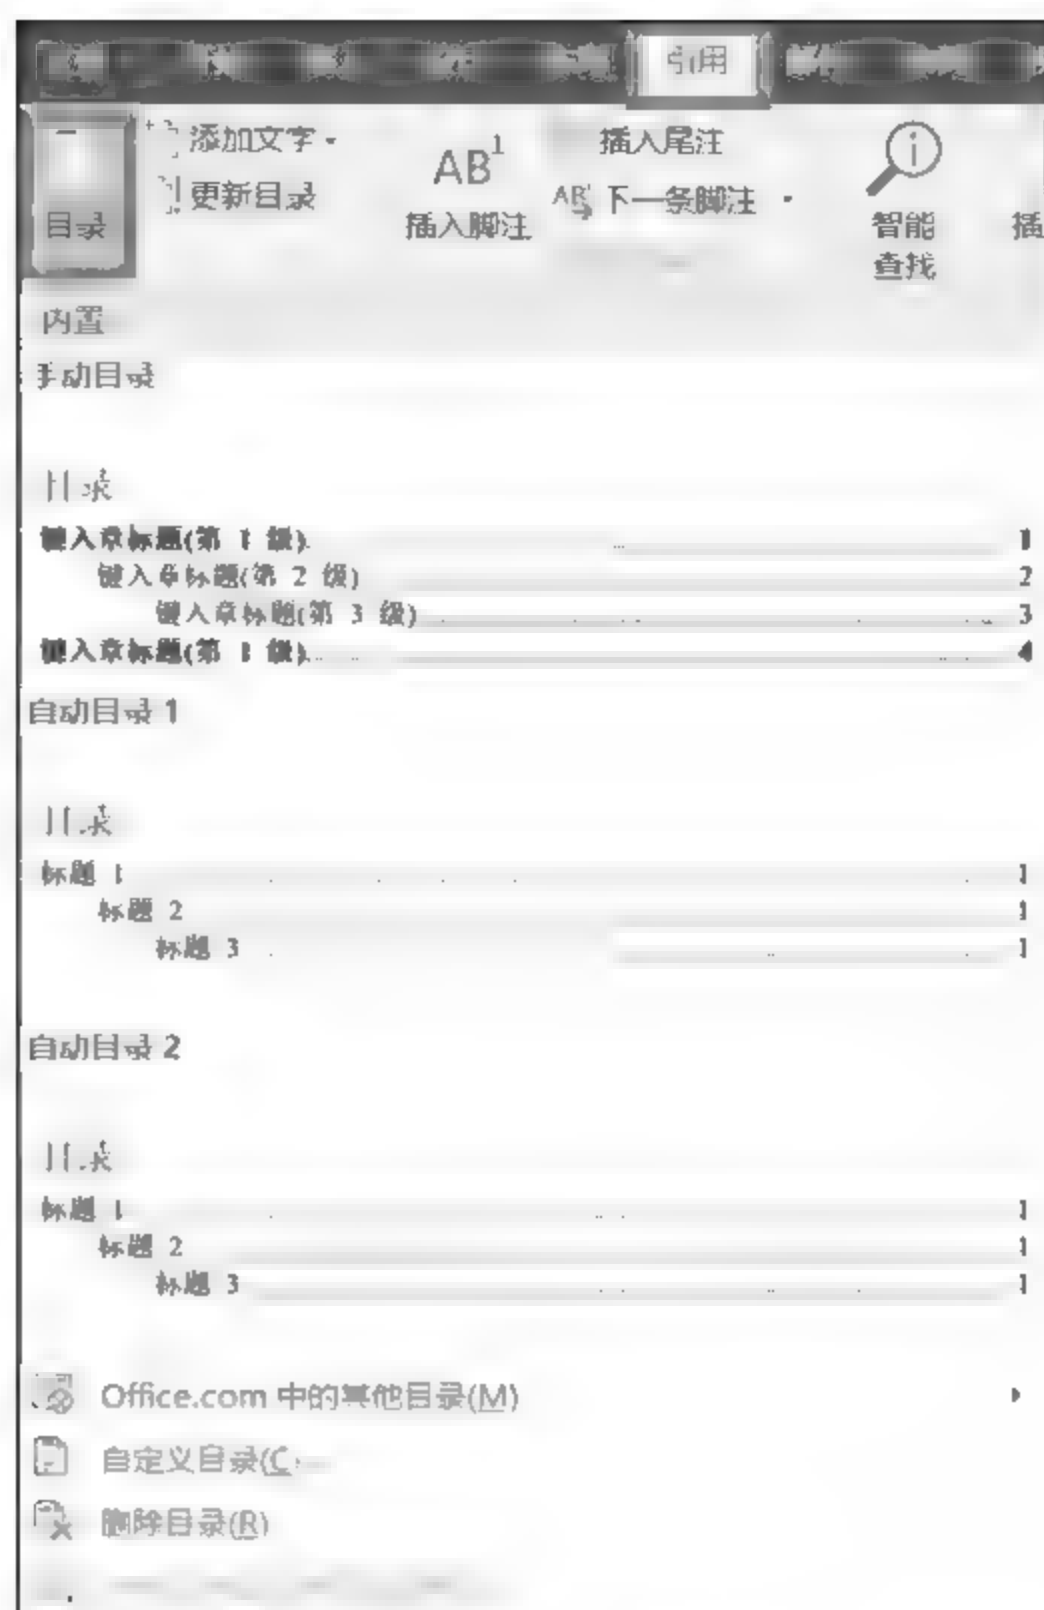 引用
添加文字
更新目录
目录
AB1
插入脚注
插入尾注
AB 下一条脚注
智能
查找
插
内置
手动目录
目录
键入章标题(第 1 级) 1
键入章标题(第 2 级) 2
键入章标题(第 3 级) 3
键入章标题(第 1 级) 4
自动目录 1
目录
标题 1 1
标题 2 1
标题 3 1
自动目录 2
目录
标题 1 1
标题 2 1
标题 3 1
Office.com 中的其他目录(M)
自定义目录(C)
删除目录(R)